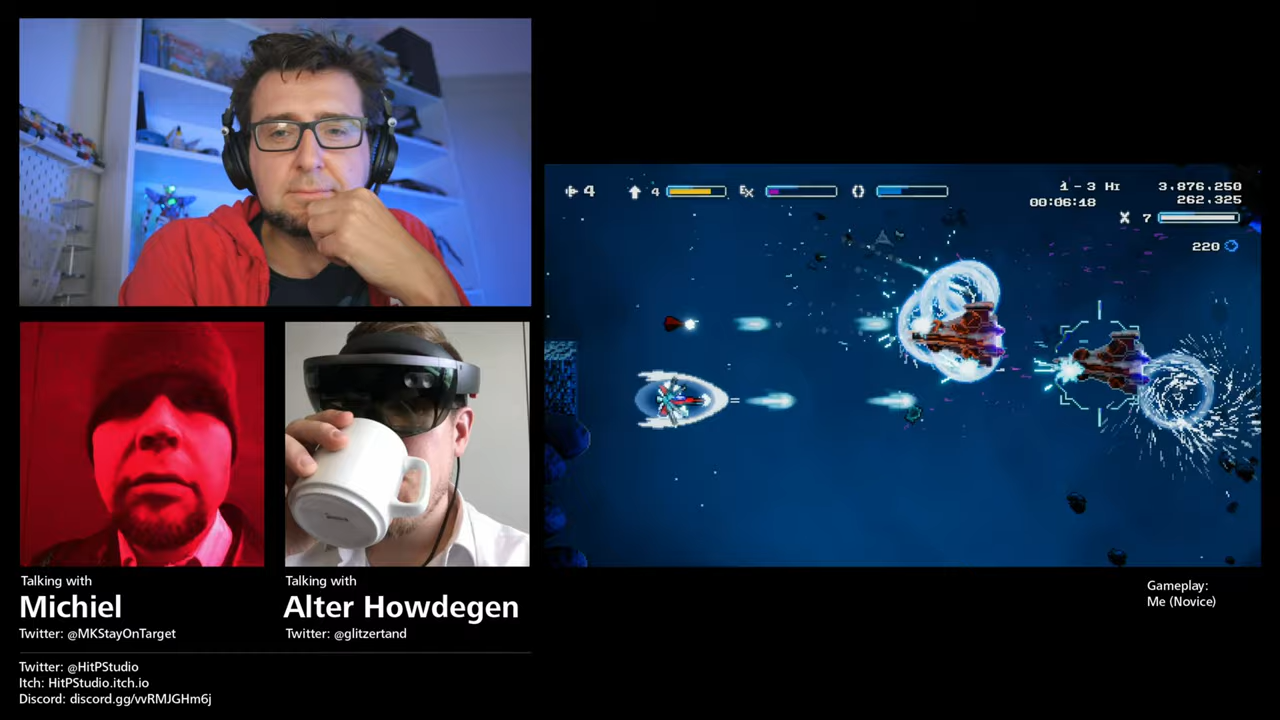 4
4
Ex
1-3 HI 3.876.250
00:06:18 262.325
7
220
Talking with
Michiel
Twitter: @MKStayOnTarget
Talking with
Alter Howdegen
Twitter: @glitzertand
Gameplay:
Me (Novice)
Twitter: @HitPStudio
Itch: HitPStudio.itch.io
Discord: discord.gg/vvRMJGHm6j